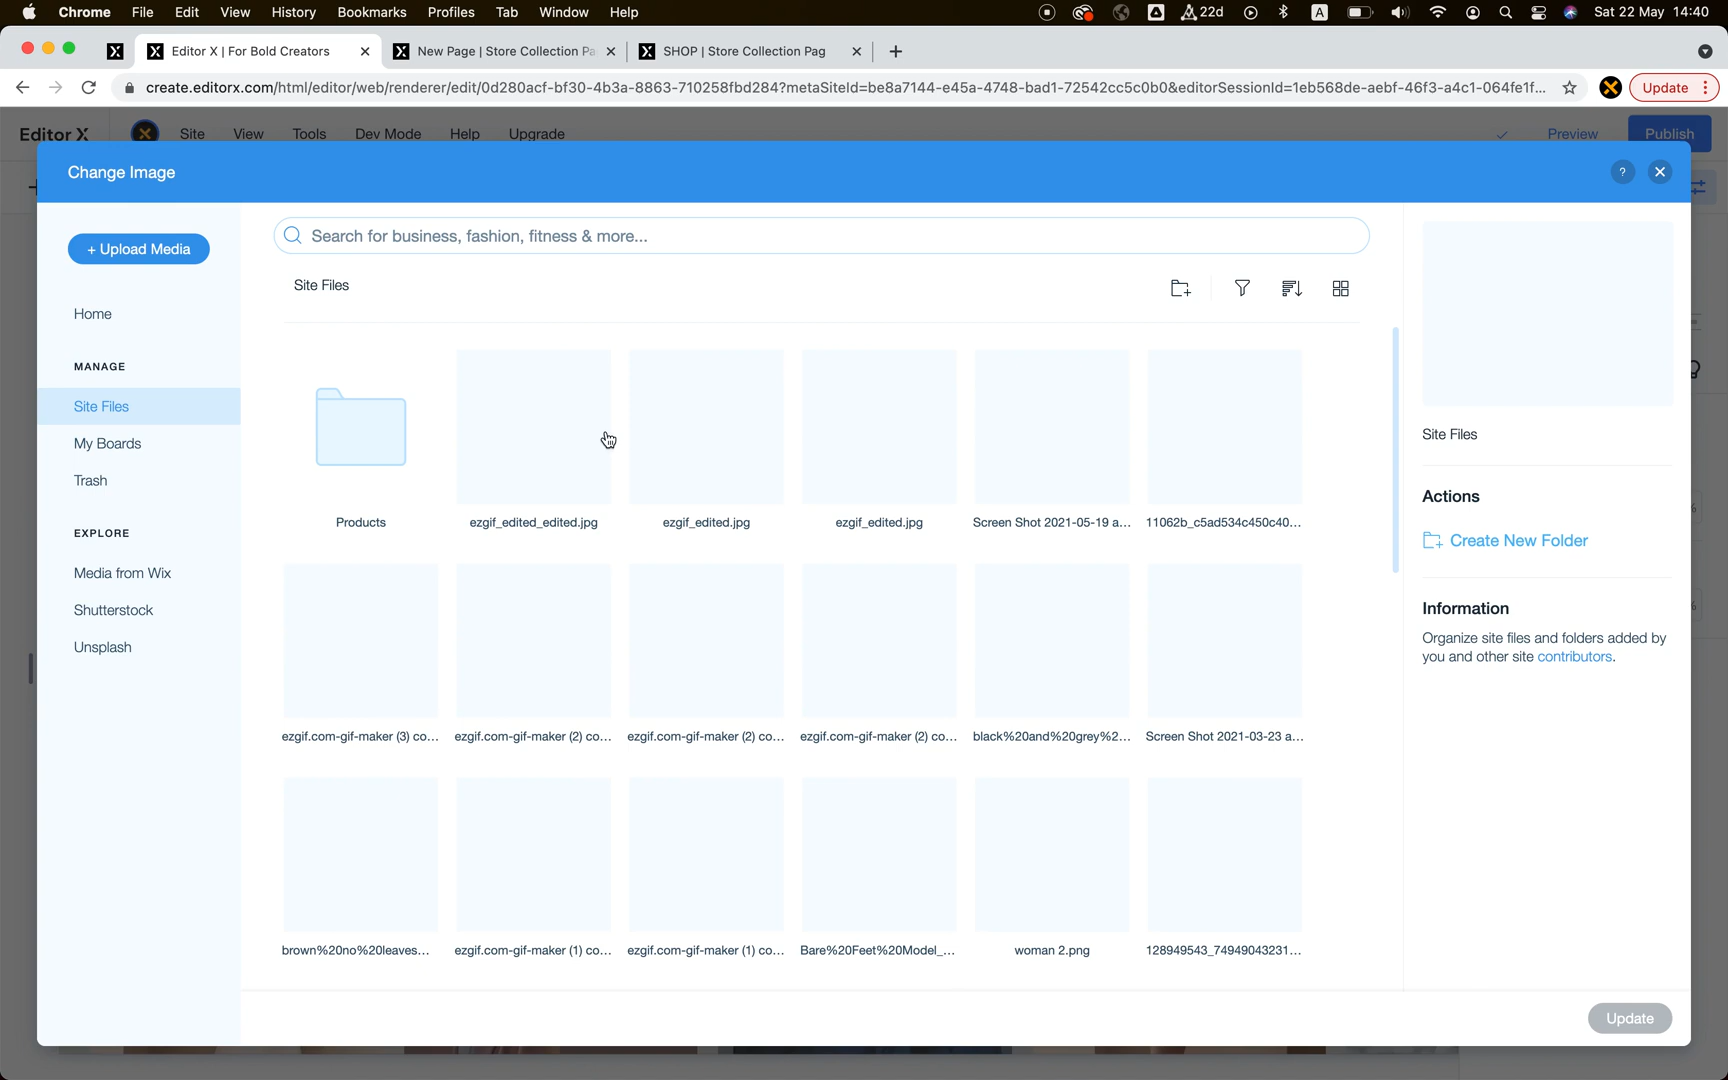 Chrome File Edit View History Bookmarks Profiles Tab Window Help A 22d Sat 22 May 14:40
Editor X | For Bold Creators New Page | Store Collection Pa SHOP | Store Collection Pag
create.editorx.com/html/editor/web/renderer/edit/0d280acf-bf30-4b3a-8863-710258fbd284?metaSiteId=be8a7144-e45a-4748-bad1-72542cc5c0b0&editorSessionId=1eb568de-aebf-46f3-a4c1-064fe1f... Update
Editor X Site View Tools Dev Mode Help Upgrade Preview Publish
Change Image ?
+ Upload Media
Search for business, fashion, fitness & more...
Site Files
Home
MANAGE
Site Files
My Boards
Trash
EXPLORE
Media from Wix
Shutterstock
Unsplash
Products ezgif_edited_edited.jpg ezgif_edited.jpg ezgif_edited.jpg Screen Shot 2021-05-19 a... 11062b_c5ad534c450c40...
ezgif.com-gif-maker (3) co... ezgif.com-gif-maker (2) co... ezgif.com-gif-maker (2) co... ezgif.com-gif-maker (2) co... black%20and%20grey%2... Screen Shot 2021-03-23 a...
brown%20no%20leaves... ezgif.com-gif-maker (1) co... ezgif.com-gif-maker (1) co... Bare%20Feet%20Model_... woman 2.png 128949543_74949043231...
Site Files
Actions
Create New Folder
Information
Organize site files and folders added by
you and other site contributors.
Update